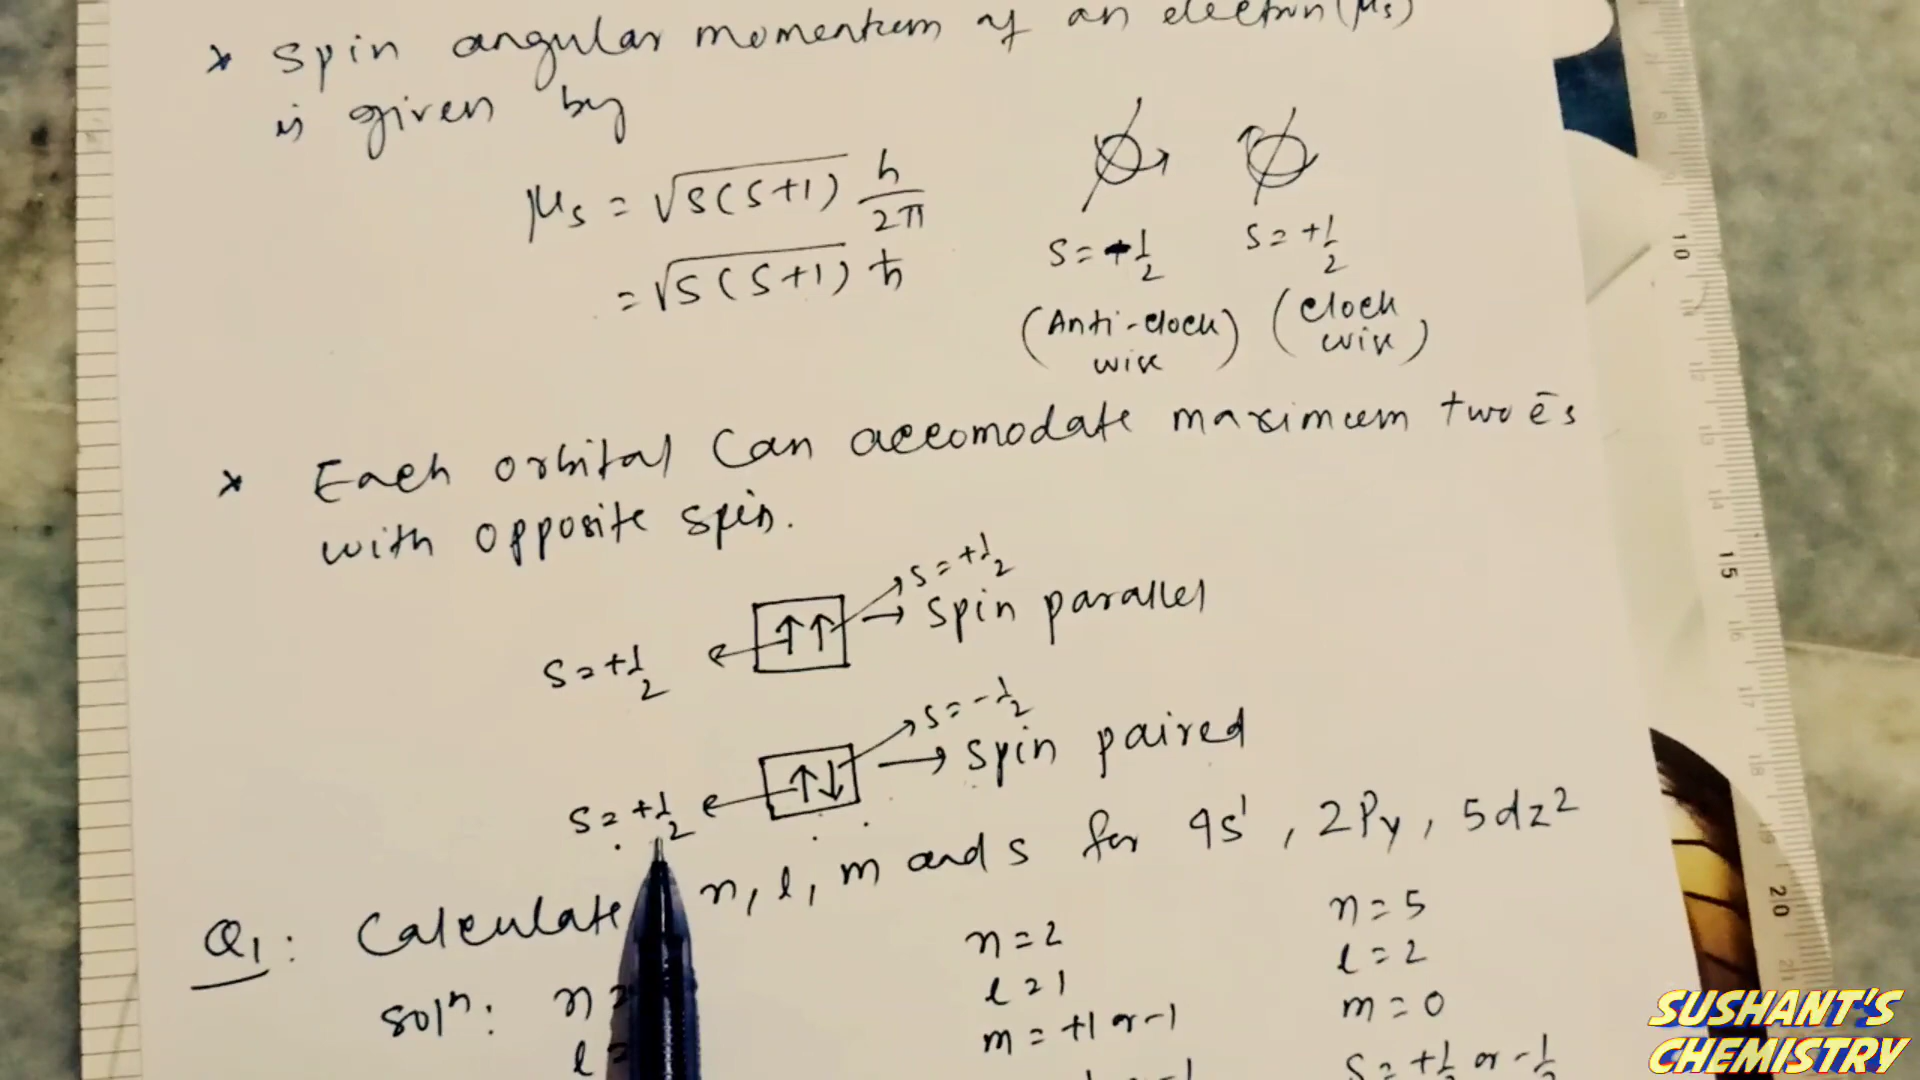 * Spin angular momentum of an electron (μs)
is given by
μs = √s(s+1) h/2π
= √s(s+1) ħ
s = -1/2
(Anti-clock wise)
s = +1/2
(clock wise)
* Each orbital can accomodate maximum two ēs
with opposite spin.
s = +1/2
↑↑ → spin parallel
s = +1/2
s = -1/2
↑↓ → spin paired
s = +1/2
Q1: Calculate n, l, m and s for 4s¹, 2Py, 5dz²
Solⁿ: n =
l =
n = 2
l = 1
m = +1 or -1
n = 5
l = 2
m = 0
s = +1/2 or -1/2
10
15
20
SUSHANT'S
CHEMISTRY